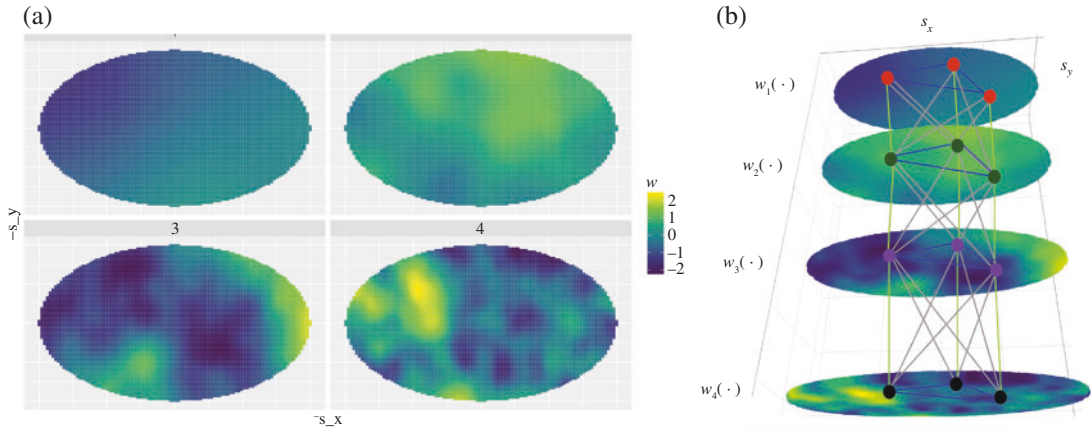 (a)
(b)
3
4
w
2
1
0
−1
−2
s_y
s_x
s_x
s_y
w_1(·)
w_2(·)
w_3(·)
w_4(·)